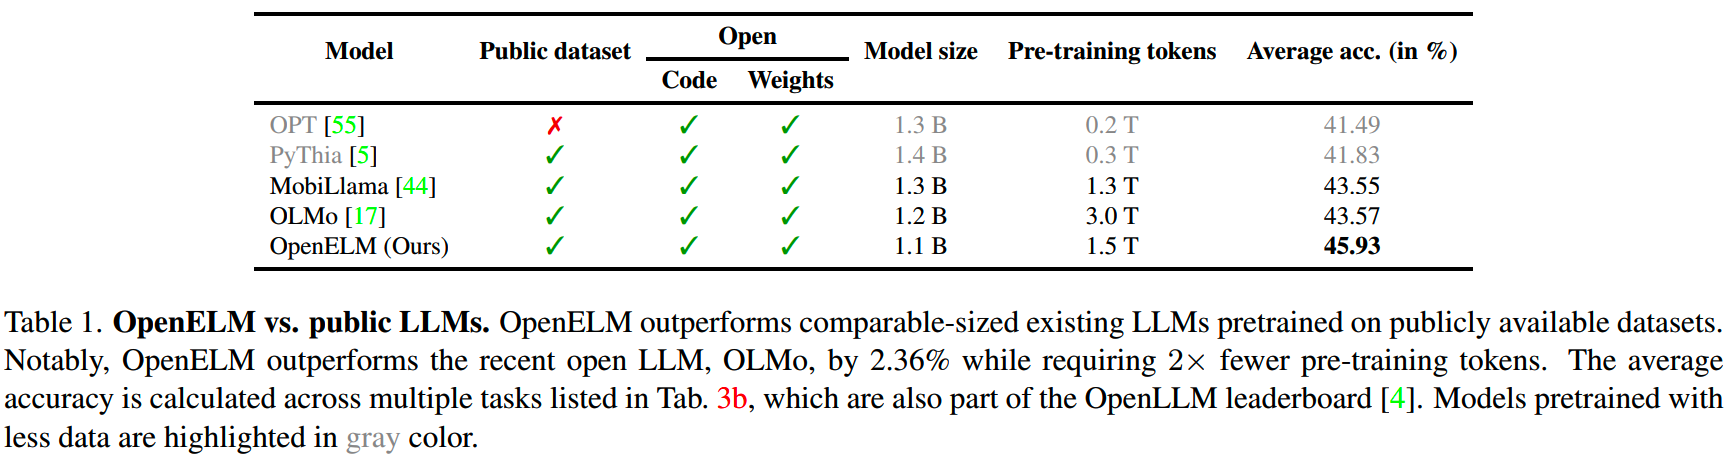 Model Public dataset Open Model size Pre-training tokens Average acc. (in %)
Code Weights
OPT [55] ✗ ✓ ✓ 1.3 B 0.2 T 41.49
PyThia [5] ✓ ✓ ✓ 1.4 B 0.3 T 41.83
MobiLlama [44] ✓ ✓ ✓ 1.3 B 1.3 T 43.55
OLMo [17] ✓ ✓ ✓ 1.2 B 3.0 T 43.57
OpenELM (Ours) ✓ ✓ ✓ 1.1 B 1.5 T 45.93
Table 1. OpenELM vs. public LLMs. OpenELM outperforms comparable-sized existing LLMs pretrained on publicly available datasets.
Notably, OpenELM outperforms the recent open LLM, OLMo, by 2.36% while requiring 2× fewer pre-training tokens. The average
accuracy is calculated across multiple tasks listed in Tab. 3b, which are also part of the OpenLLM leaderboard [4]. Models pretrained with
less data are highlighted in gray color.